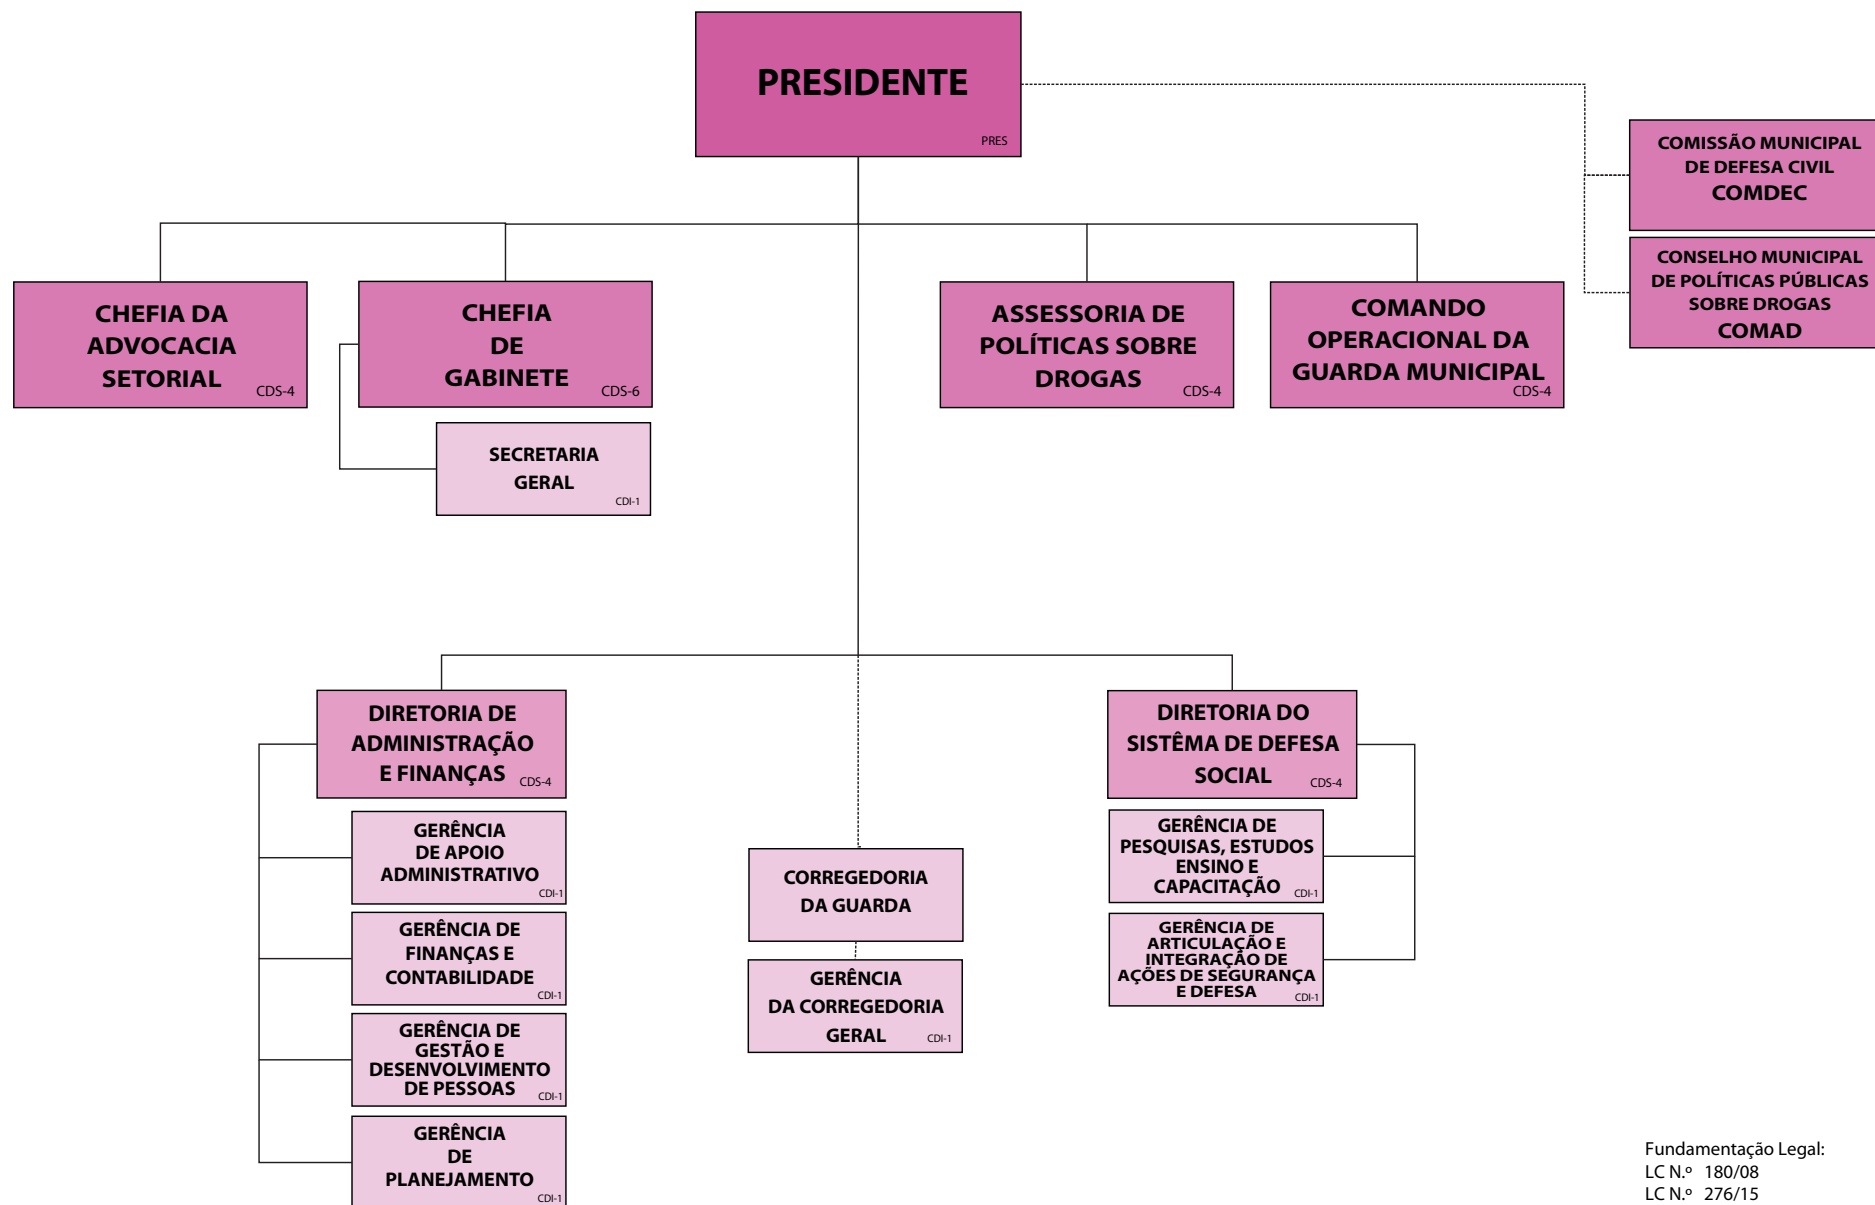 PRESIDENTE
PRES
COMISSÃO MUNICIPAL
DE DEFESA CIVIL
COMDEC
CONSELHO MUNICIPAL
DE POLÍTICAS PÚBLICAS
SOBRE DROGAS
COMAD
CHEFIA DA
ADVOCACIA
SETORIAL
CDS-4
CHEFIA
DE
GABINETE
CDS-6
ASSESSORIA DE
POLÍTICAS SOBRE
DROGAS
CDS-4
COMANDO
OPERACIONAL DA
GUARDA MUNICIPAL
CDS-4
SECRETARIA
GERAL
CDI-1
DIRETORIA DE
ADMINISTRAÇÃO
E FINANÇAS
CDS-4
GERÊNCIA
DE APOIO
ADMINISTRATIVO
CDI-1
GERÊNCIA DE
FINANÇAS E
CONTABILIDADE
CDI-1
GERÊNCIA DE
GESTÃO E
DESENVOLVIMENTO
DE PESSOAS
CDI-1
GERÊNCIA
DE
PLANEJAMENTO
CDI-1
CORREGEDORIA
DA GUARDA
GERÊNCIA
DA CORREGEDORIA
GERAL
CDI-1
DIRETORIA DO
SISTÊMA DE DEFESA
SOCIAL
CDS-4
GERÊNCIA DE
PESQUISAS, ESTUDOS
ENSINO E
CAPACITAÇÃO
CDI-1
GERÊNCIA DE
ARTICULAÇÃO E
INTEGRAÇÃO DE
AÇÕES DE SEGURANÇA
E DEFESA
CDI-1
Fundamentação Legal:
LC N.º 180/08
LC N.º 276/15